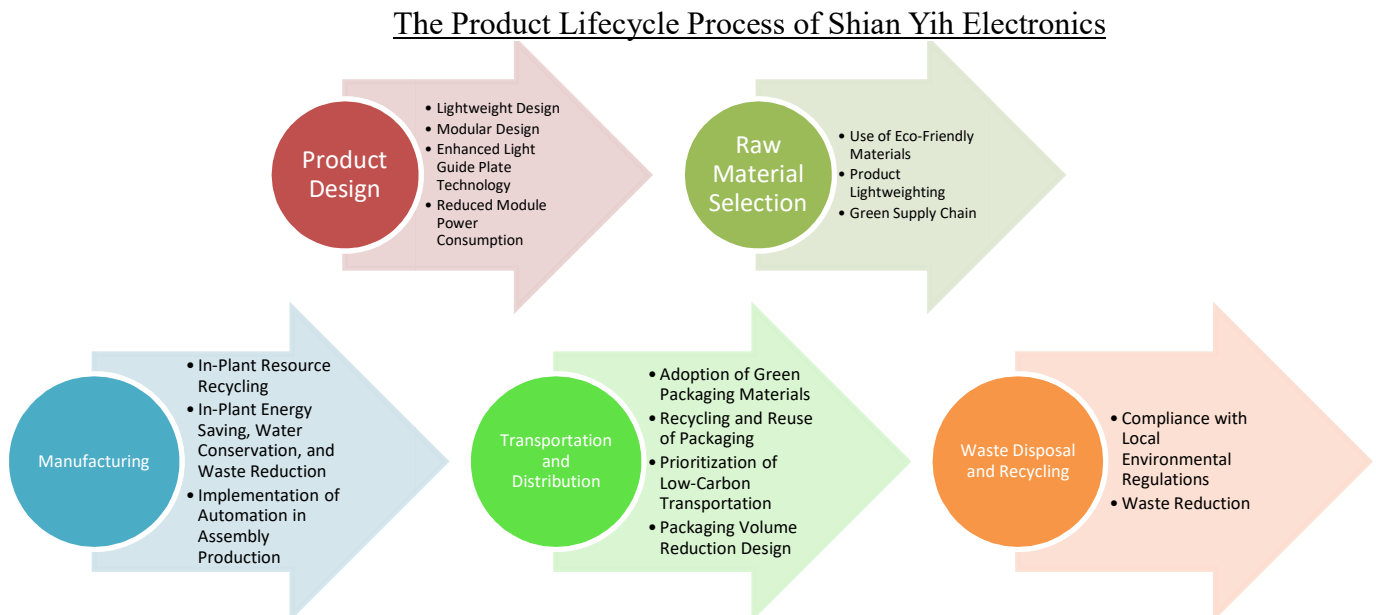 The Product Lifecycle Process of Shian Yih Electronics
Product
Design
• Lightweight Design
• Modular Design
• Enhanced Light
Guide Plate
Technology
• Reduced Module
Power
Consumption
Raw
Material
Selection
• Use of Eco-Friendly
Materials
• Product
Lightweighting
• Green Supply Chain
Manufacturing
• In-Plant Resource
Recycling
• In-Plant Energy
Saving, Water
Conservation, and
Waste Reduction
• Implementation of
Automation in
Assembly
Production
Transportation
and
Distribution
• Adoption of Green
Packaging Materials
• Recycling and Reuse
of Packaging
• Prioritization of
Low-Carbon
Transportation
• Packaging Volume
Reduction Design
Waste Disposal
and Recycling
• Compliance with
Local
Environmental
Regulations
• Waste Reduction